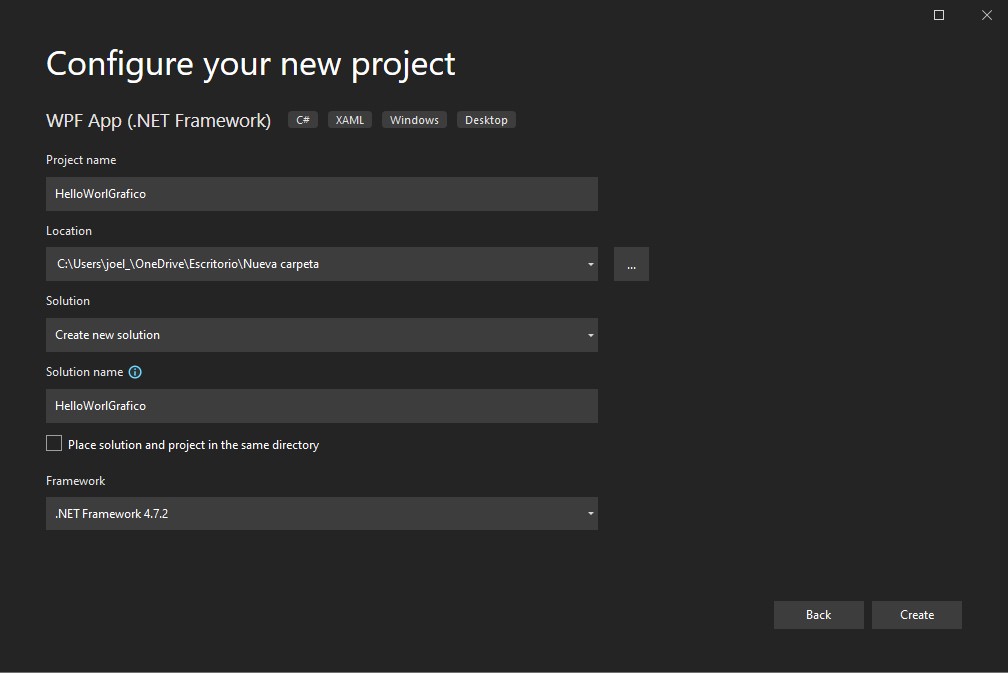 Configure your new project
WPF App (.NET Framework) C# XAML Windows Desktop
Project name
HelloWorlGrafico
Location
C:\Users\joel_\OneDrive\Escritorio\Nueva carpeta
...
Solution
Create new solution
Solution name
HelloWorlGrafico
Place solution and project in the same directory
Framework
.NET Framework 4.7.2
Back Create